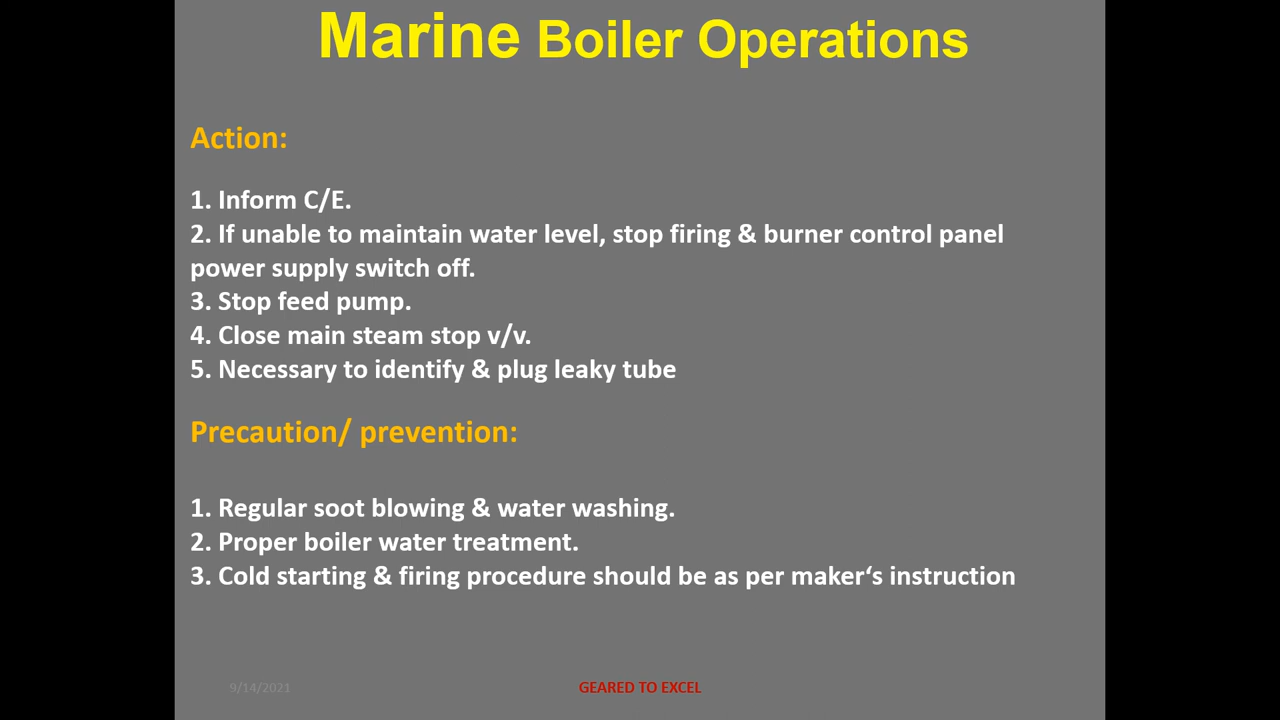 Marine Boiler Operations
Action:
1. Inform C/E.
2. If unable to maintain water level, stop firing & burner control panel
power supply switch off.
3. Stop feed pump.
4. Close main steam stop v/v.
5. Necessary to identify & plug leaky tube
Precaution/ prevention:
1. Regular soot blowing & water washing.
2. Proper boiler water treatment.
3. Cold starting & firing procedure should be as per maker‘s instruction
9/14/2021
GEARED TO EXCEL